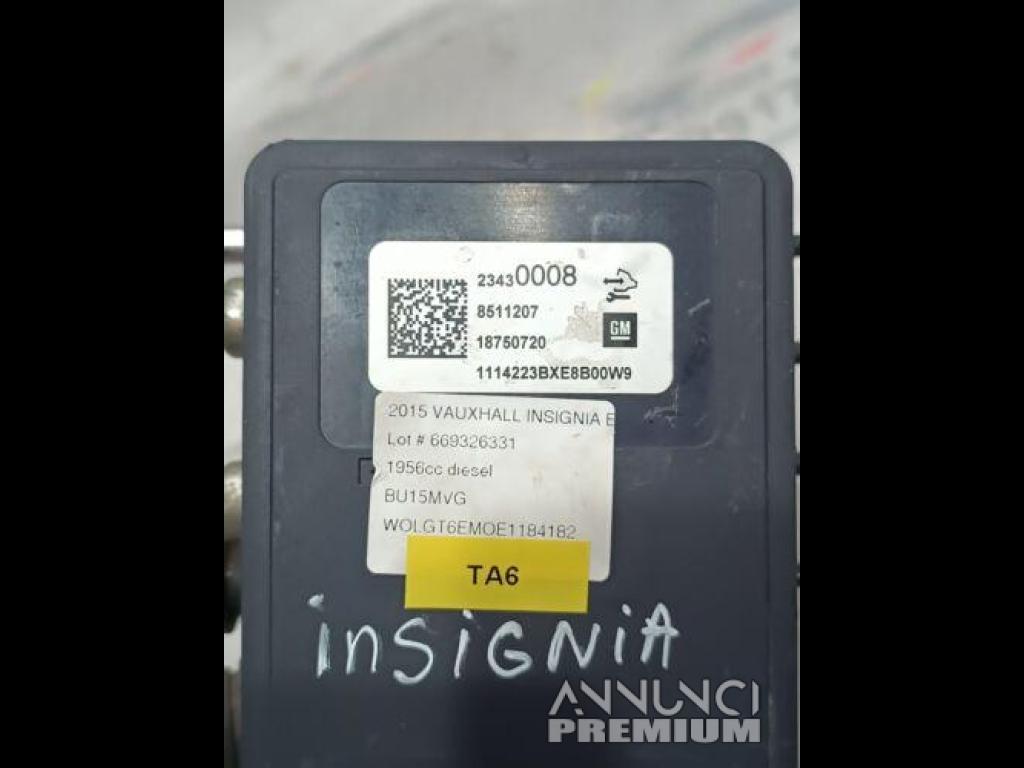 23430008
8511207
GM
18750720
1114223BXE8B00W9
2015 VAUXHALL INSIGNIA E
Lot # 669326331
1956cc diesel
BU15MVG
WOLGT6EMOE1184182
TA6
iNSiGNiA
ANNUNCI
PREMIUM